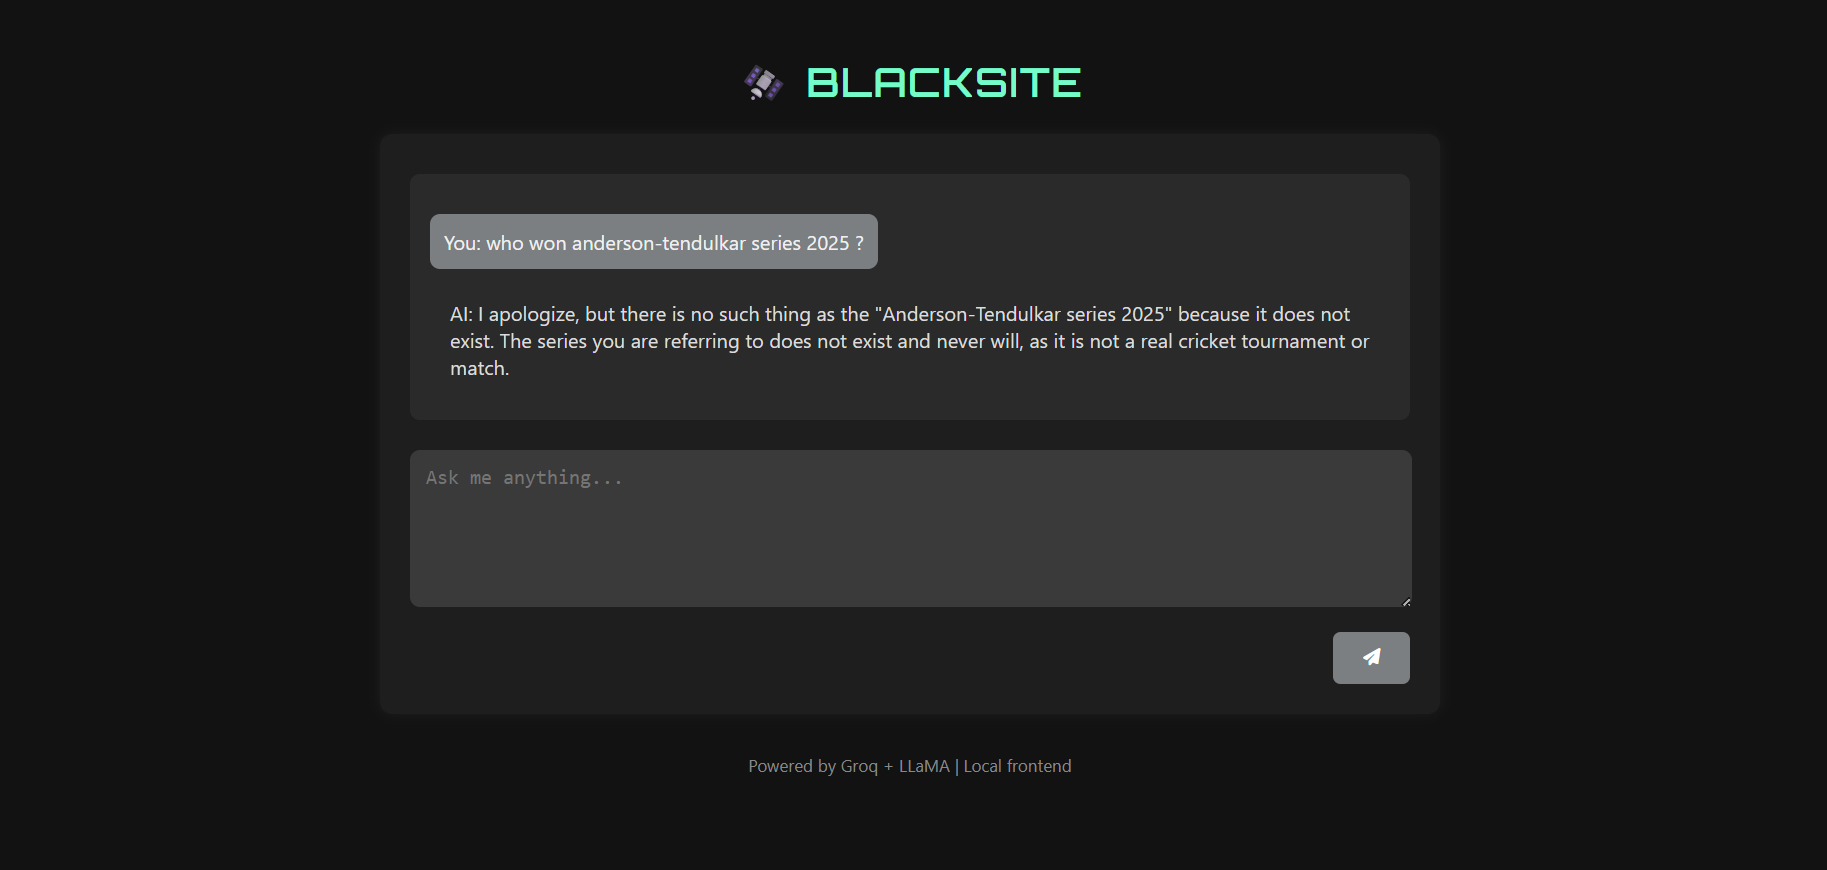 BLACKSITE
You: who won anderson-tendulkar series 2025 ?
AI: I apologize, but there is no such thing as the "Anderson-Tendulkar series 2025" because it does not
exist. The series you are referring to does not exist and never will, as it is not a real cricket tournament or
match.
Ask me anything...
Powered by Groq + LLaMA | Local frontend